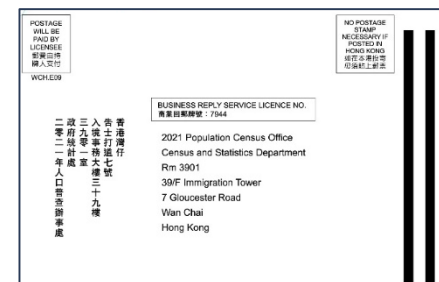 POSTAGE
WILL BE
PAID BY
LICENSEE
郵費由持
牌人支付
WCH.E09
NO POSTAGE
STAMP
NECESSARY IF
POSTED IN
HONG KONG
如在本港投寄
毋須貼上郵票
BUSINESS REPLY SERVICE LICENCE NO.
商業回郵牌號：7944
2021 Population Census Office
Census and Statistics Department
Rm 3901
39/F Immigration Tower
7 Gloucester Road
Wan Chai
Hong Kong
香港灣仔
告士打道七號
入境事務大樓三十九樓
三九零一室
政府統計處
二零二一年人口普查辦事處